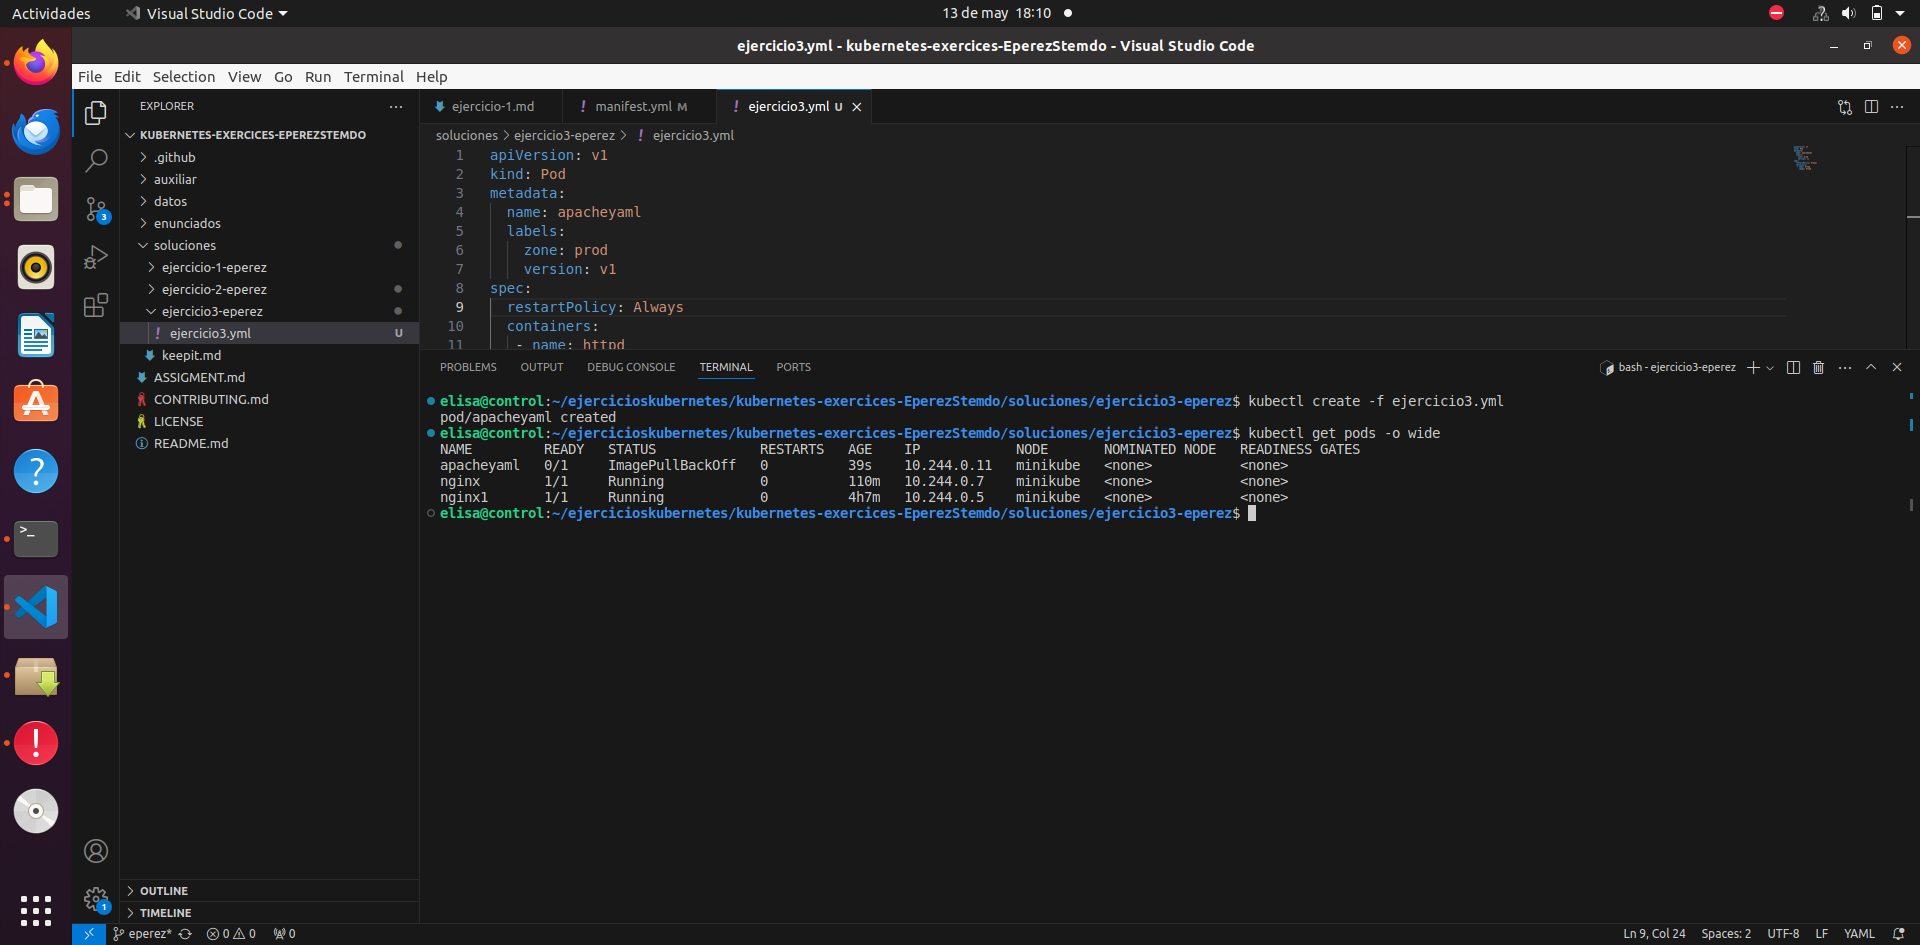 Actividades
Visual Studio Code
13 de may 18:10
ejercicio3.yml - kubernetes-exercices-EperezStemdo - Visual Studio Code
File Edit Selection View Go Run Terminal Help
EXPLORER
KUBERNETES-EXERCICES-EPEREZSTEMDO
.github
auxiliar
datos
enunciados
soluciones
ejercicio-1-eperez
ejercicio-2-eperez
ejercicio3-eperez
ejercicio3.yml U
keepit.md
ASSIGMENT.md
CONTRIBUTING.md
LICENSE
README.md
OUTLINE
TIMELINE
3
1
ejercicio-1.md
manifest.yml M
ejercicio3.yml U
soluciones > ejercicio3-eperez > ejercicio3.yml
1 apiVersion: v1
2 kind: Pod
3 metadata:
4 name: apacheyaml
5 labels:
6 zone: prod
7 version: v1
8 spec:
9 restartPolicy: Always
10 containers:
11 - name: httpd
PROBLEMS OUTPUT DEBUG CONSOLE TERMINAL PORTS
bash - ejercicio3-eperez
elisa@control:~/ejercicioskubernetes/kubernetes-exercices-EperezStemdo/soluciones/ejercicio3-eperez$ kubectl create -f ejercicio3.yml
pod/apacheyaml created
elisa@control:~/ejercicioskubernetes/kubernetes-exercices-EperezStemdo/soluciones/ejercicio3-eperez$ kubectl get pods -o wide
NAME READY STATUS RESTARTS AGE IP NODE NOMINATED NODE READINESS GATES
apacheyaml 0/1 ImagePullBackOff 0 39s 10.244.0.11 minikube <none> <none>
nginx 1/1 Running 0 110m 10.244.0.7 minikube <none> <none>
nginx1 1/1 Running 0 4h7m 10.244.0.5 minikube <none> <none>
elisa@control:~/ejercicioskubernetes/kubernetes-exercices-EperezStemdo/soluciones/ejercicio3-eperez$
eperez* 0 0 0
Ln 9, Col 24 Spaces: 2 UTF-8 LF YAML